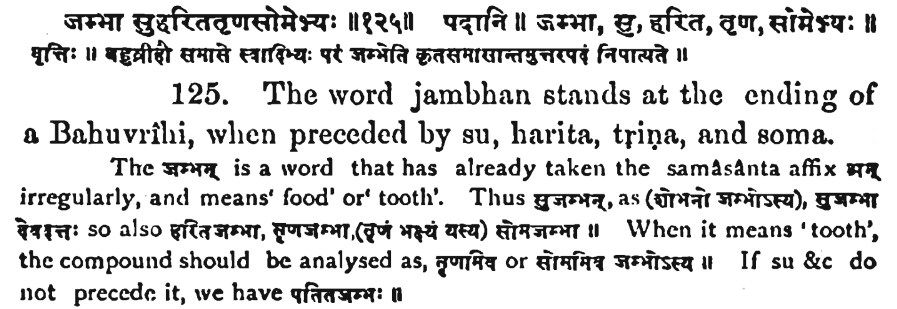 जम्भा सुहरिततृणसोमेभ्यः ॥१२५॥ पदानि ॥ जम्भा, सु, हरित, तृण, सोमेभ्यः ॥
वृत्तिः ॥ बहुव्रीहौ समासे स्वादिभ्यः परं जम्भेति कृतसमासान्तमुत्तरपदं निपात्यते ॥
125. The word jambhan stands at the ending of
a Bahuvrîhi, when preceded by su, harita, tṛiṇa, and soma.
The जम्भन् is a word that has already taken the samâsânta affix अन्
irregularly, and means' food' or' tooth'. Thus सुजम्भन्, as (शोभनो जम्भोऽस्य), सुजम्भा
देवदत्तः so also हरितजम्भा, तृणजम्भा,(तृणं भक्ष्यं यस्य) सोमजम्भा ॥ When it means 'tooth',
the compound should be analysed as, तृणमिव or सोममिव जम्भोऽस्य ॥ If su &c do
not precede it, we have पतितजम्भः ॥